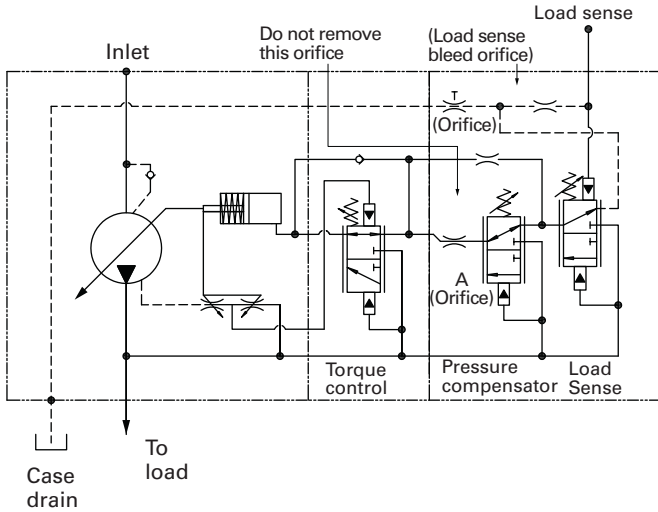 Load sense
Do not remove
this orifice
(Load sense
bleed orifice)
Inlet
T
(Orifice)
A
(Orifice)
Torque
control
Pressure
compensator
Load
Sense
To
load
Case
drain